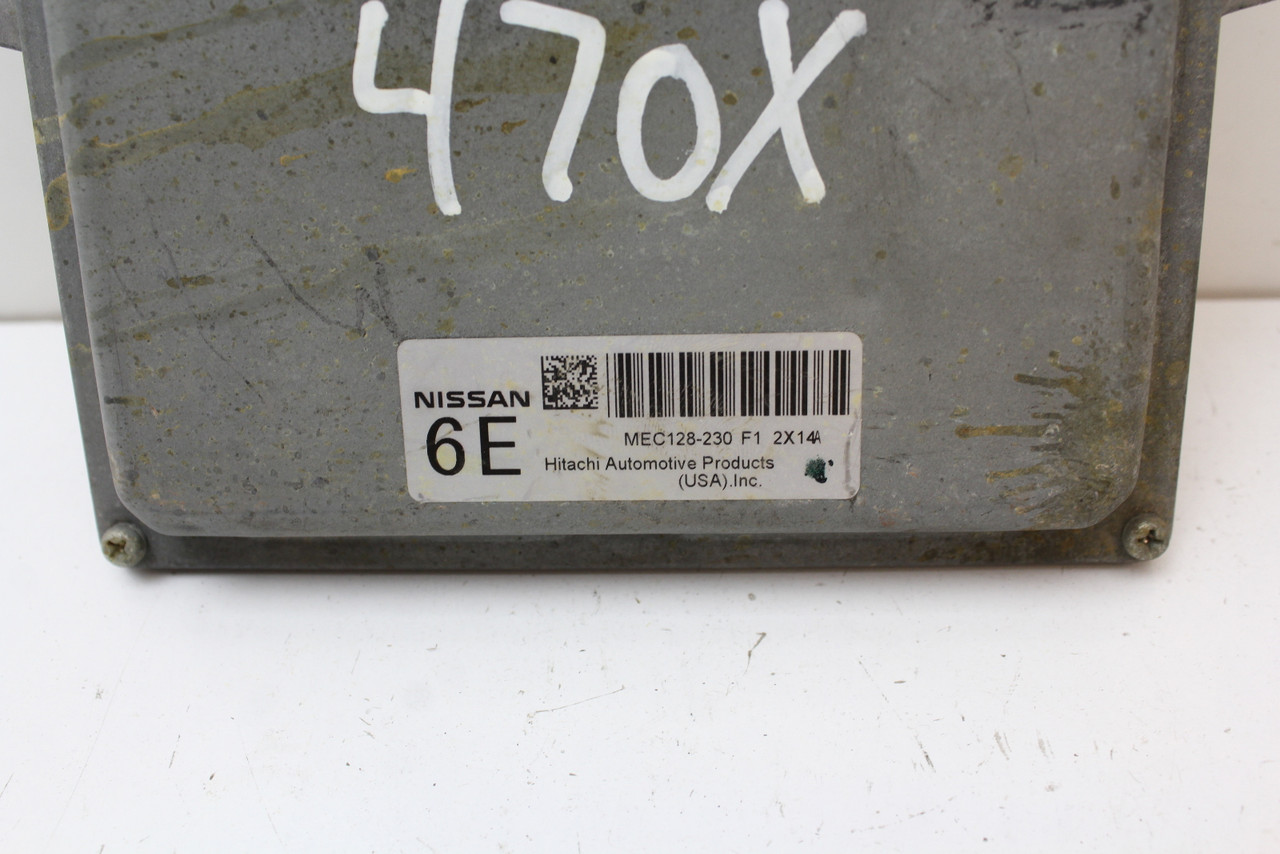 470X
NISSAN
6E
MEC128-230 F1 2X14A
Hitachi Automotive Products
(USA).Inc.